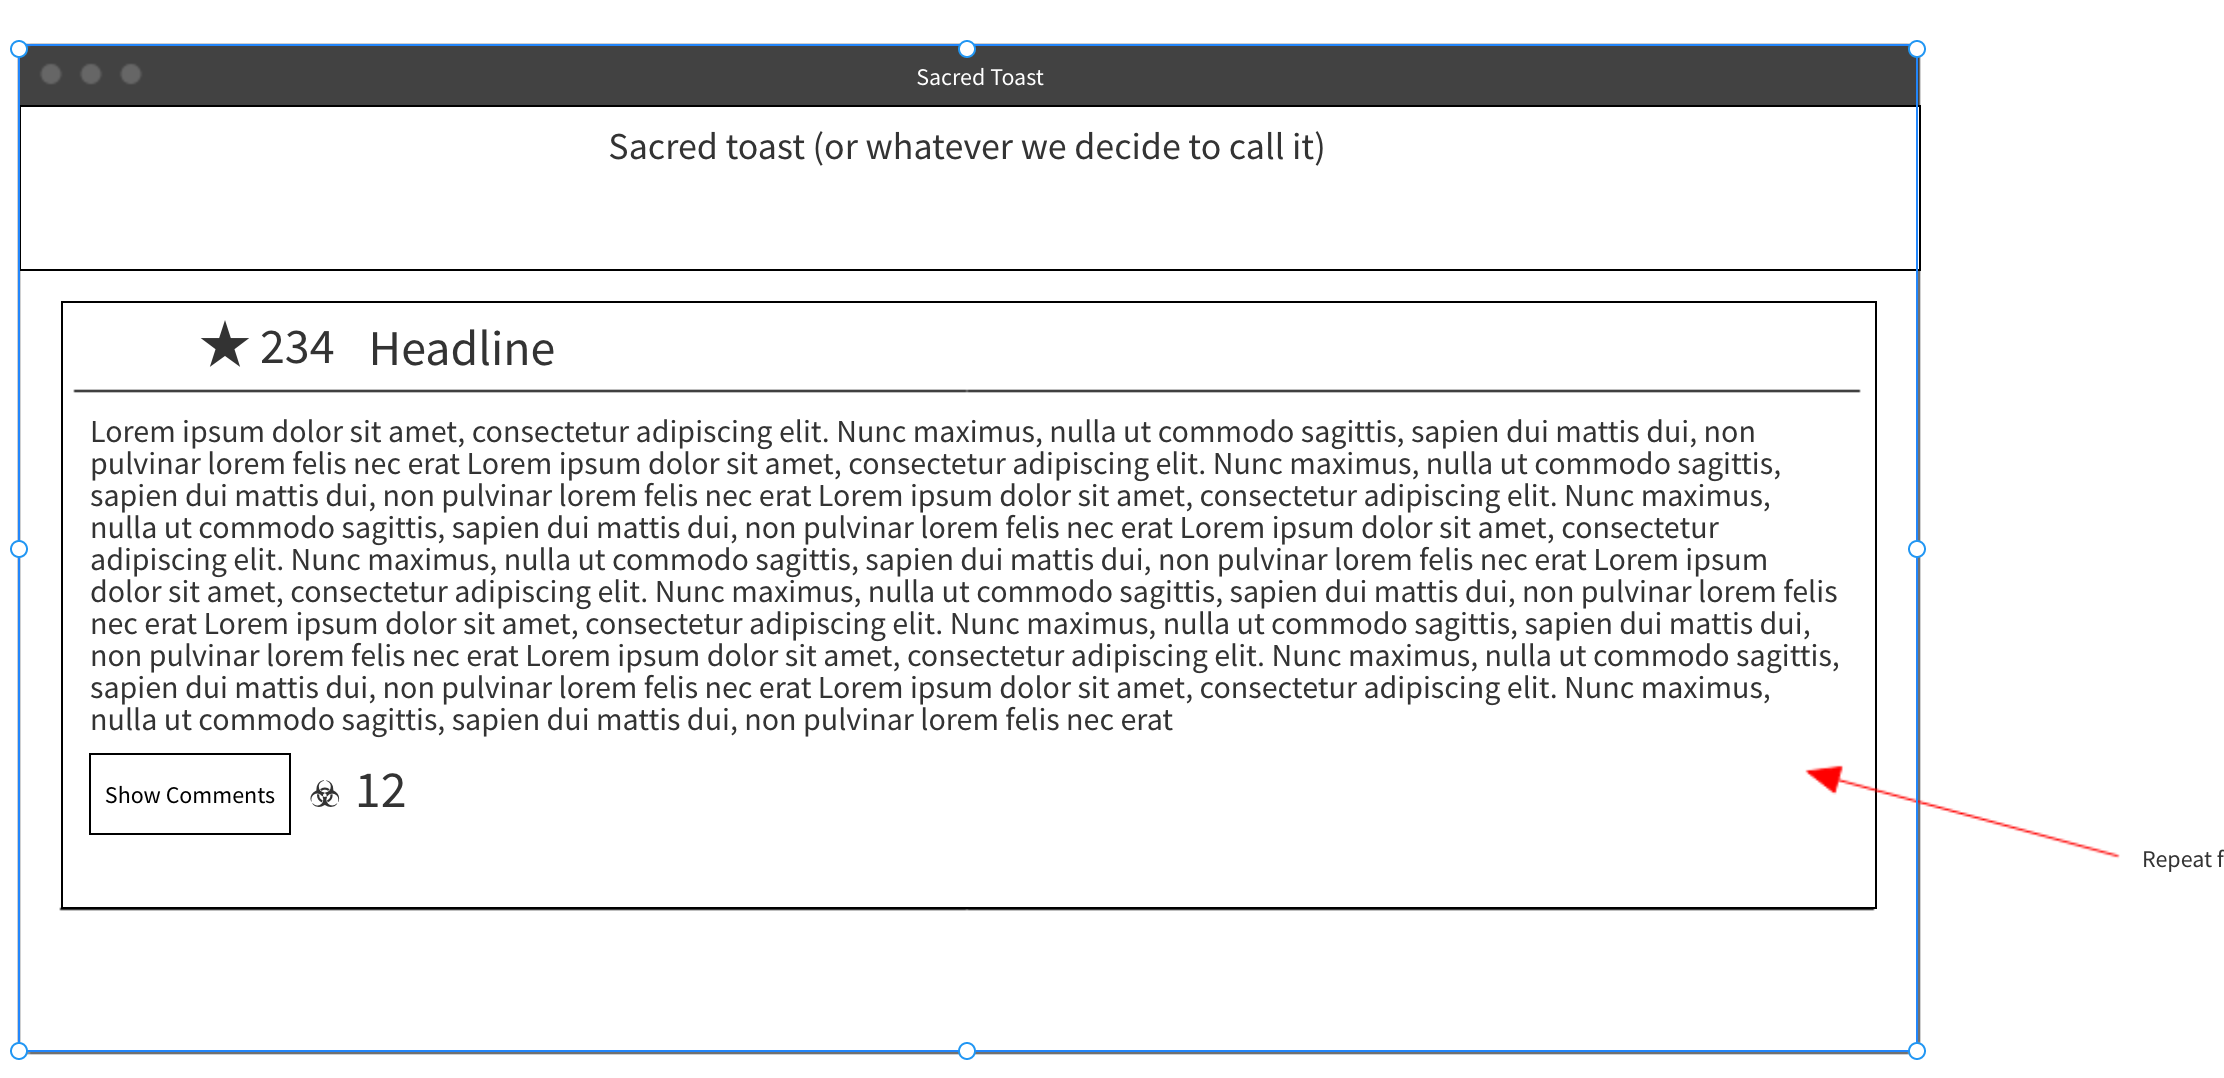 Sacred Toast
Sacred toast (or whatever we decide to call it)
★ 234 Headline
Lorem ipsum dolor sit amet, consectetur adipiscing elit. Nunc maximus, nulla ut commodo sagittis, sapien dui mattis dui, non
pulvinar lorem felis nec erat Lorem ipsum dolor sit amet, consectetur adipiscing elit. Nunc maximus, nulla ut commodo sagittis,
sapien dui mattis dui, non pulvinar lorem felis nec erat Lorem ipsum dolor sit amet, consectetur adipiscing elit. Nunc maximus,
nulla ut commodo sagittis, sapien dui mattis dui, non pulvinar lorem felis nec erat Lorem ipsum dolor sit amet, consectetur
adipiscing elit. Nunc maximus, nulla ut commodo sagittis, sapien dui mattis dui, non pulvinar lorem felis nec erat Lorem ipsum
dolor sit amet, consectetur adipiscing elit. Nunc maximus, nulla ut commodo sagittis, sapien dui mattis dui, non pulvinar lorem felis
nec erat Lorem ipsum dolor sit amet, consectetur adipiscing elit. Nunc maximus, nulla ut commodo sagittis, sapien dui mattis dui,
non pulvinar lorem felis nec erat Lorem ipsum dolor sit amet, consectetur adipiscing elit. Nunc maximus, nulla ut commodo sagittis,
sapien dui mattis dui, non pulvinar lorem felis nec erat Lorem ipsum dolor sit amet, consectetur adipiscing elit. Nunc maximus,
nulla ut commodo sagittis, sapien dui mattis dui, non pulvinar lorem felis nec erat
Show Comments ☣ 12
Repeat